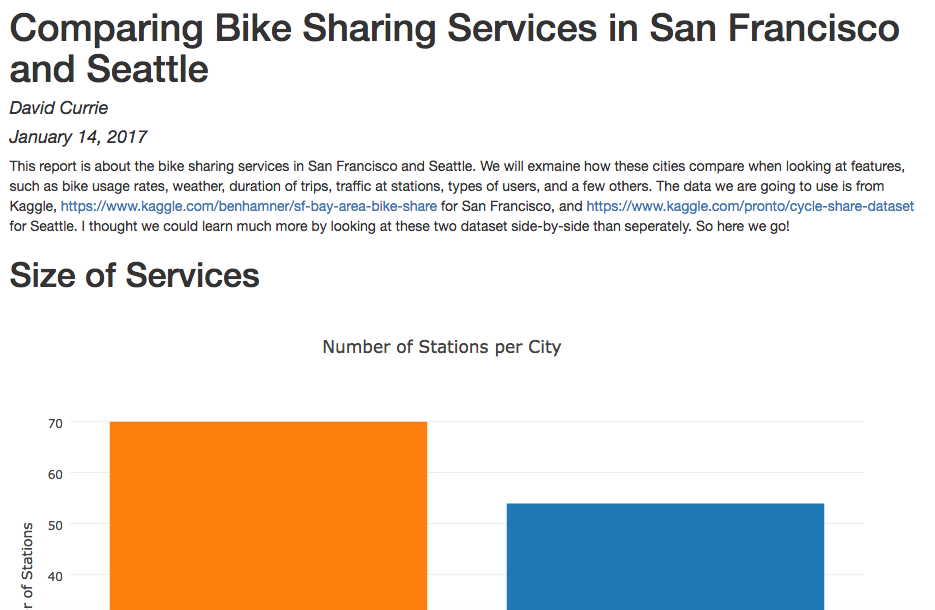 Comparing Bike Sharing Services in San Francisco
and Seattle
David Currie
January 14, 2017
This report is about the bike sharing services in San Francisco and Seattle. We will exmaine how these cities compare when looking at features,
such as bike usage rates, weather, duration of trips, traffic at stations, types of users, and a few others. The data we are going to use is from
Kaggle, https://www.kaggle.com/benhamner/sf-bay-area-bike-share for San Francisco, and https://www.kaggle.com/pronto/cycle-share-dataset
for Seattle. I thought we could learn much more by looking at these two dataset side-by-side than seperately. So here we go!
Size of Services
Number of Stations per City
70
60
50
40
of Stations